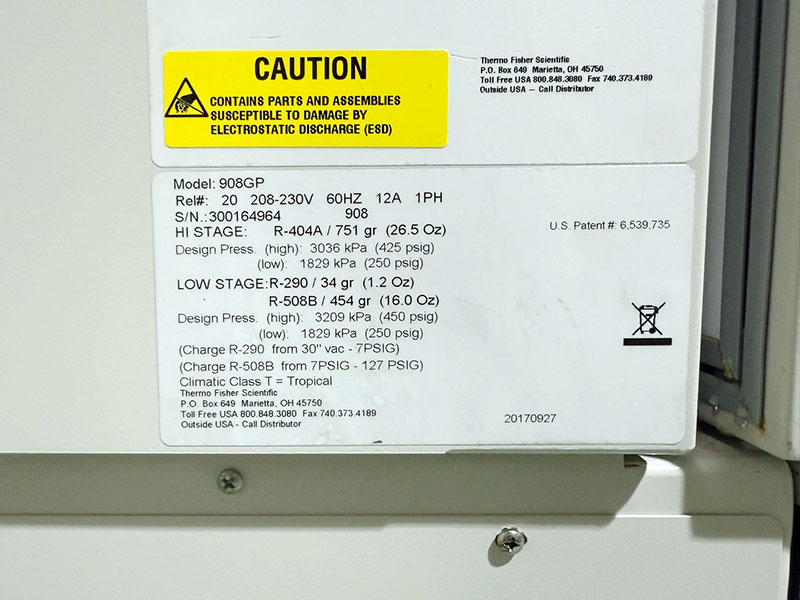 CAUTION
CONTAINS PARTS AND ASSEMBLIES
SUSCEPTIBLE TO DAMAGE BY
ELECTROSTATIC DISCHARGE (ESD)
Thermo Fisher Scientific
P.O. Box 649 Marietta, OH 45750
Toll Free USA 800.848.3080 Fax 740.373.4189
Outside USA – Call Distributor
Model: 908GP
Rel#: 20 208-230V 60HZ 12A 1PH
S/N.:300164964 908
HI STAGE: R-404A / 751 gr (26.5 Oz)
Design Press. (high): 3036 kPa (425 psig)
(low): 1829 kPa (250 psig)
LOW STAGE:R-290 / 34 gr (1.2 Oz)
R-508B / 454 gr (16.0 Oz)
Design Press. (high): 3209 kPa (450 psig)
(low): 1829 kPa (250 psig)
(Charge R-290 from 30" vac - 7PSIG)
(Charge R-508B from 7PSIG - 127 PSIG)
Climatic Class T = Tropical
Thermo Fisher Scientific
P.O. Box 649 Marietta, OH 45750
Toll Free USA 800.848.3080 Fax 740.373.4189
Outside USA - Call Distributor
U.S. Patent #: 6,539,735
20170927